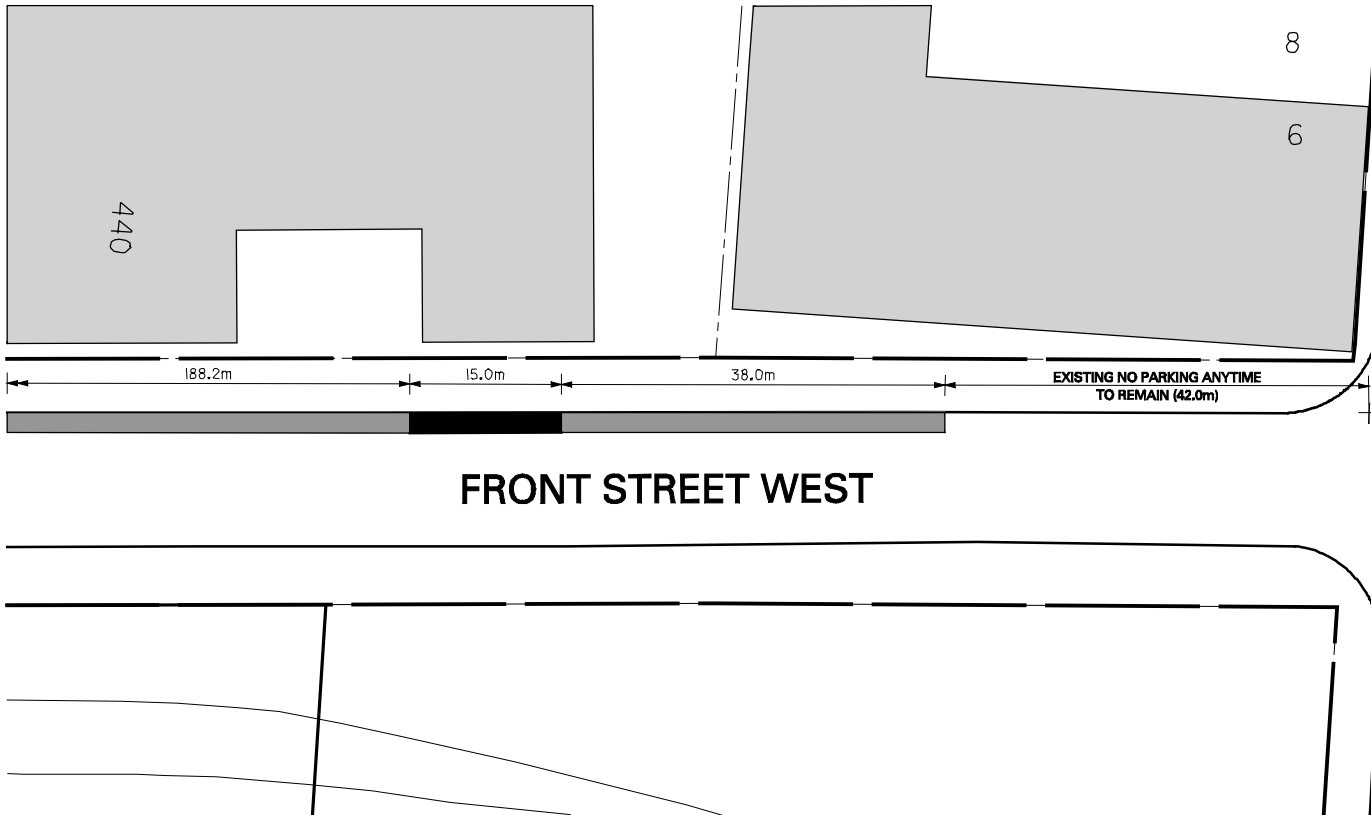 8
6
440
188.2m
15.0m
38.0m
EXISTING NO PARKING ANYTIME
TO REMAIN (42.0m)
FRONT STREET WEST